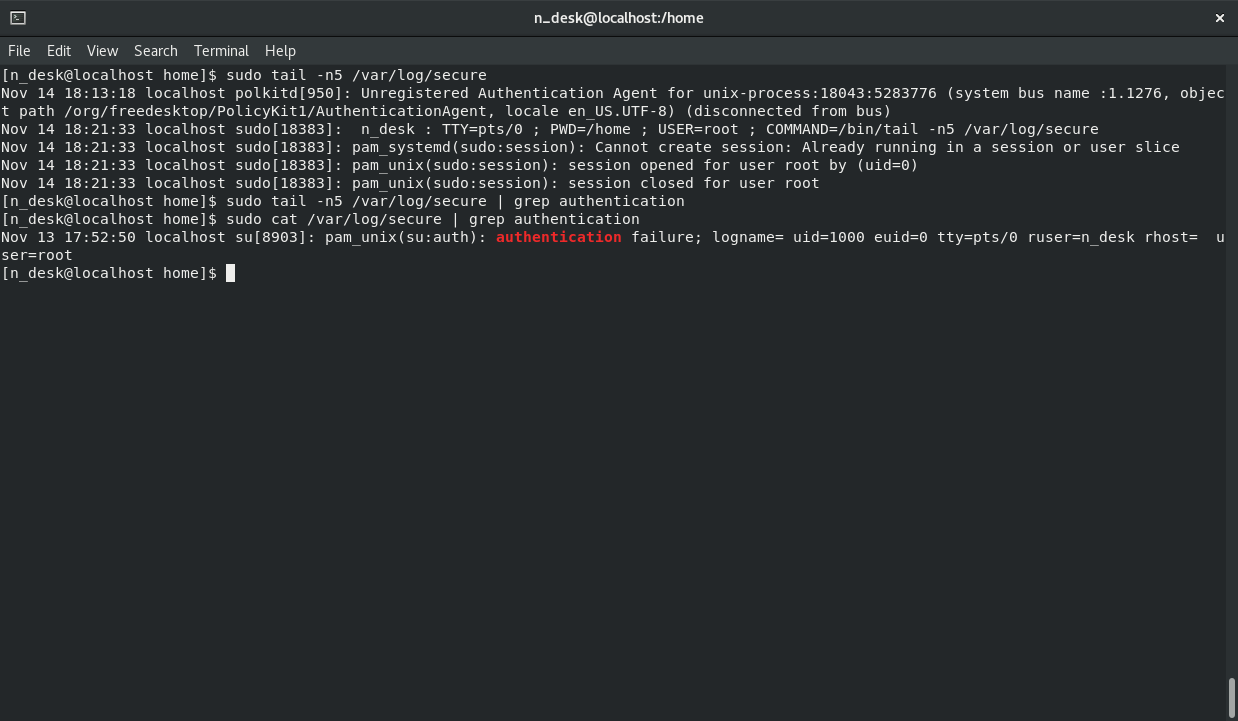 n_desk@localhost:/home
×
File Edit View Search Terminal Help
[n_desk@localhost home]$ sudo tail -n5 /var/log/secure
Nov 14 18:13:18 localhost polkitd[950]: Unregistered Authentication Agent for unix-process:18043:5283776 (system bus name :1.1276, objec
t path /org/freedesktop/PolicyKit1/AuthenticationAgent, locale en_US.UTF-8) (disconnected from bus)
Nov 14 18:21:33 localhost sudo[18383]:  n_desk : TTY=pts/0 ; PWD=/home ; USER=root ; COMMAND=/bin/tail -n5 /var/log/secure
Nov 14 18:21:33 localhost sudo[18383]: pam_systemd(sudo:session): Cannot create session: Already running in a session or user slice
Nov 14 18:21:33 localhost sudo[18383]: pam_unix(sudo:session): session opened for user root by (uid=0)
Nov 14 18:21:33 localhost sudo[18383]: pam_unix(sudo:session): session closed for user root
[n_desk@localhost home]$ sudo tail -n5 /var/log/secure | grep authentication
[n_desk@localhost home]$ sudo cat /var/log/secure | grep authentication
Nov 13 17:52:50 localhost su[8903]: pam_unix(su:auth): authentication failure; logname= uid=1000 euid=0 tty=pts/0 ruser=n_desk rhost=  u
ser=root
[n_desk@localhost home]$